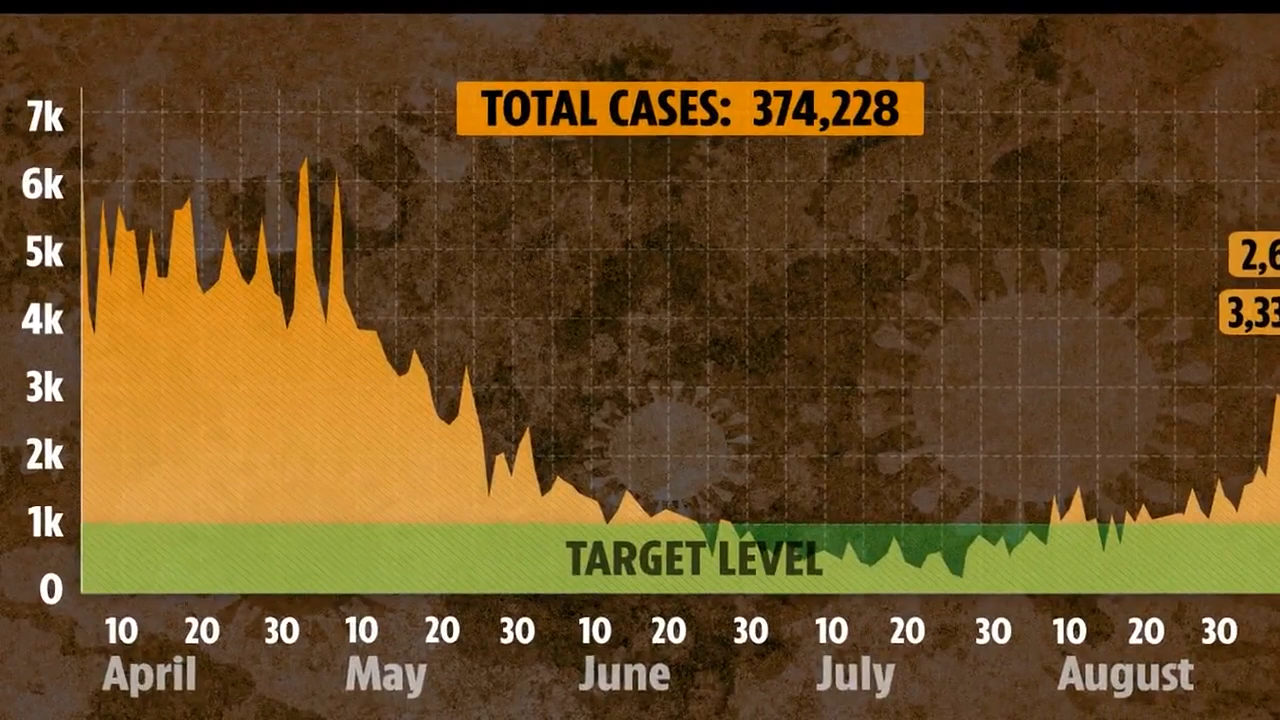 TOTAL CASES: 374,228
7k
6k
5k
4k
3k
2k
1k
0
TARGET LEVEL
10 20 30 10 20 30 10 20 30 10 20 30 10 20 30
April May June July August